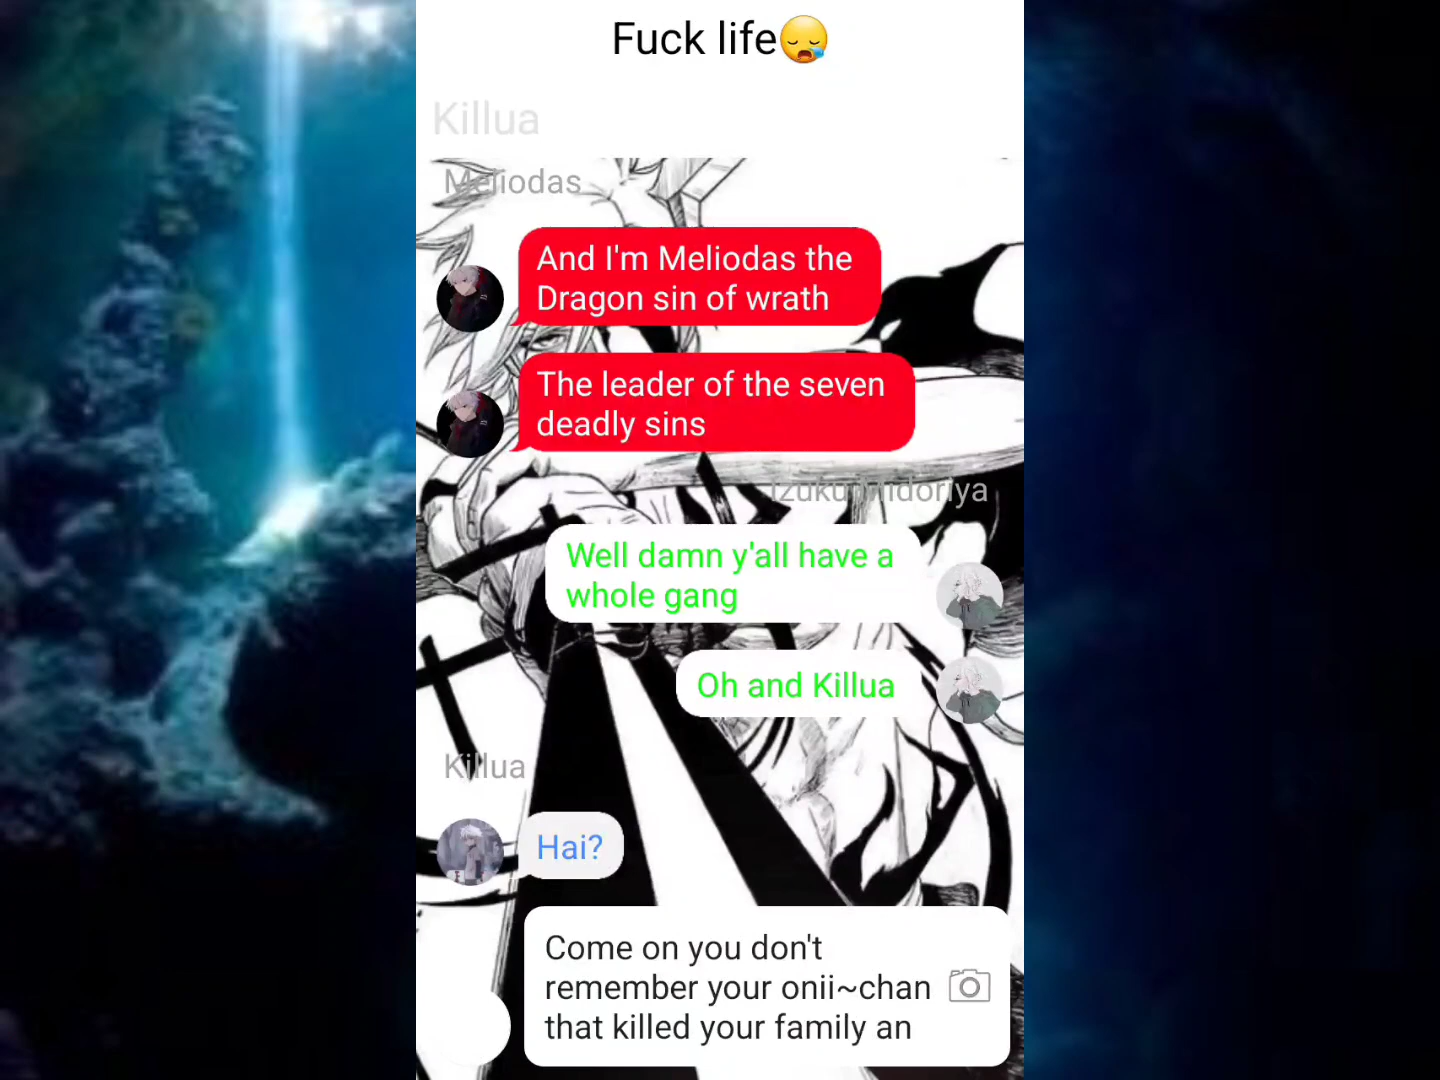 Fuck life😪
Killua
Meliodas
And I'm Meliodas the
Dragon sin of wrath
The leader of the seven
deadly sins
Izuku Midoriya
Well damn y'all have a
whole gang
Oh and Killua
Killua
Hai?
Come on you don't
remember your onii~chan
that killed your family an